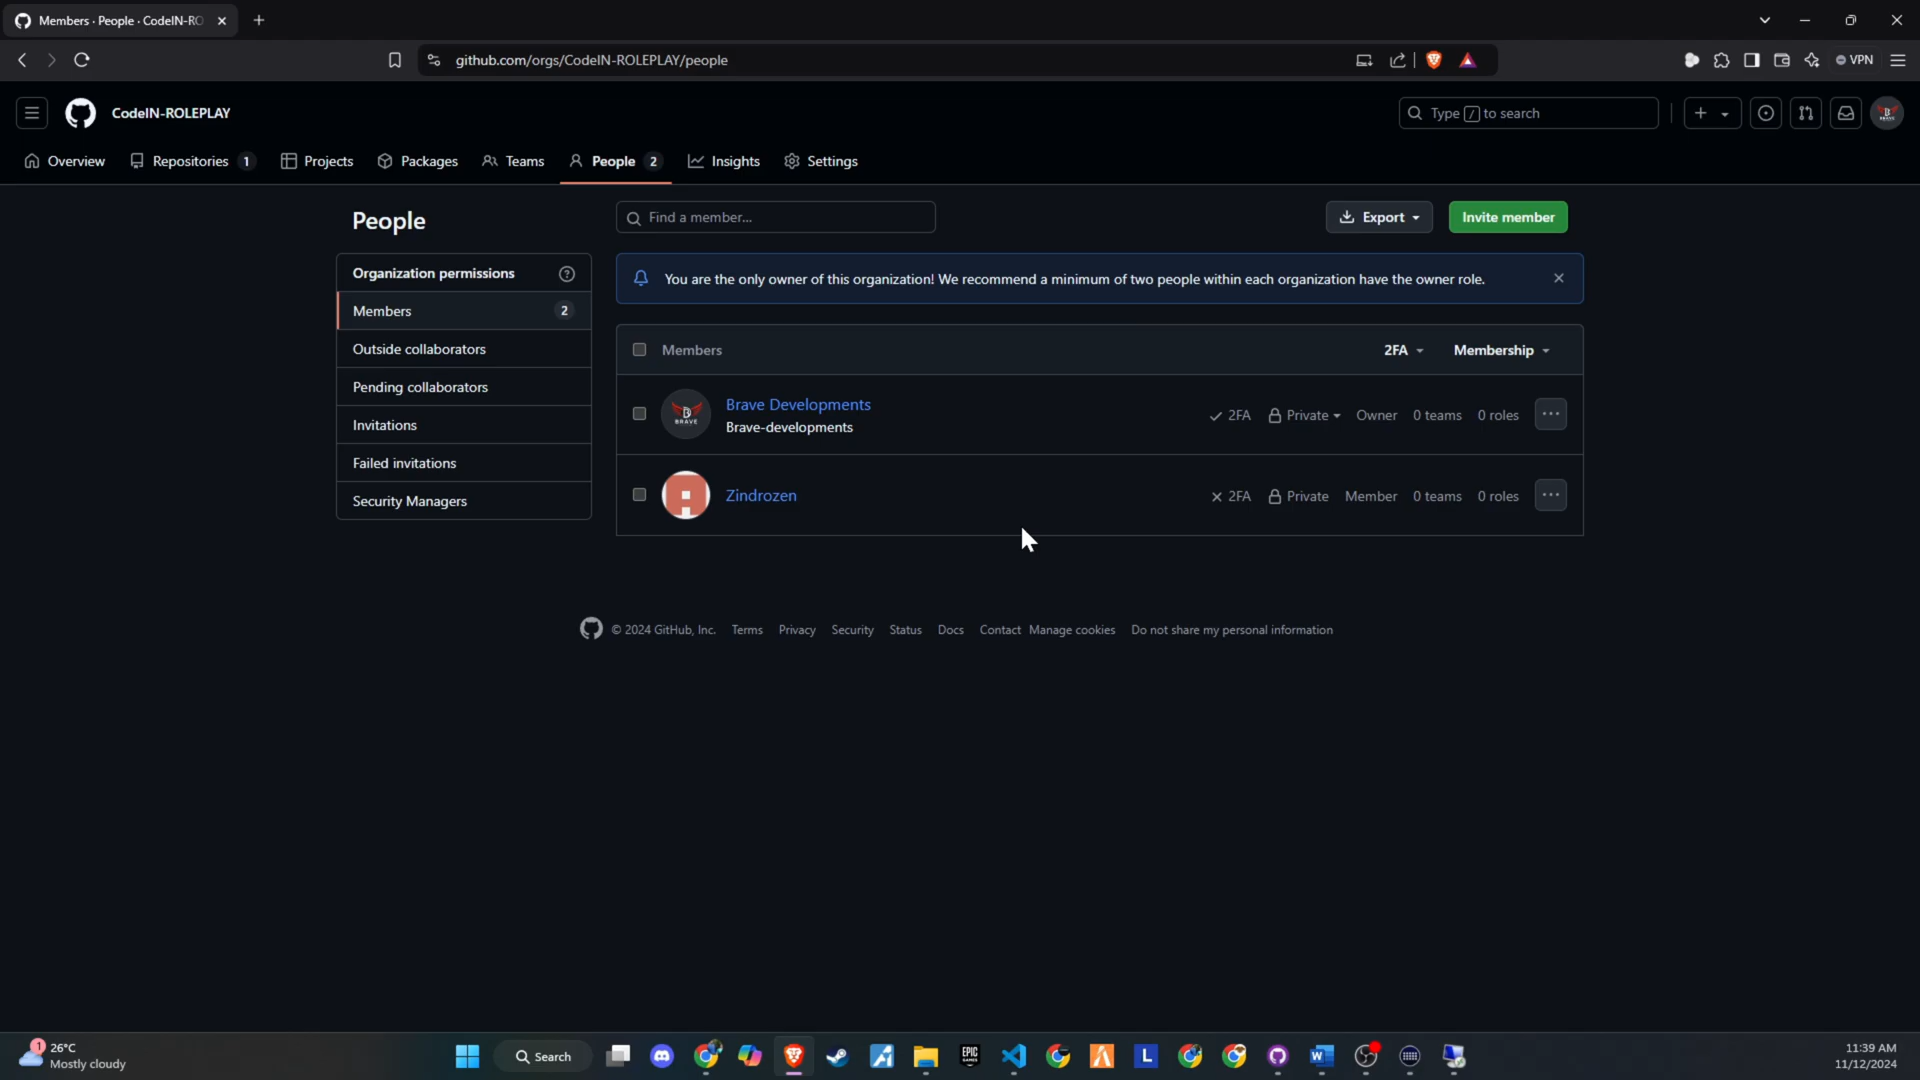 Members · People · CodeIN-RO
github.com/orgs/CodeIN-ROLEPLAY/people
VPN
CodeIN-ROLEPLAY
Type / to search
Overview
Repositories 1
Projects
Packages
Teams
People 2
Insights
Settings
People
Find a member...
Export
Invite member
Organization permissions
Members 2
Outside collaborators
Pending collaborators
Invitations
Failed invitations
Security Managers
You are the only owner of this organization! We recommend a minimum of two people within each organization have the owner role.
Members 2FA Membership
BRAVE
Brave Developments
Brave-developments
2FA Private Owner 0 teams 0 roles
Zindrozen
2FA Private Member 0 teams 0 roles
© 2024 GitHub, Inc. Terms Privacy Security Status Docs Contact Manage cookies Do not share my personal information
1
26°C
Mostly cloudy
Search
EPIC
GAMES
L
W
11:39 AM
11/12/2024